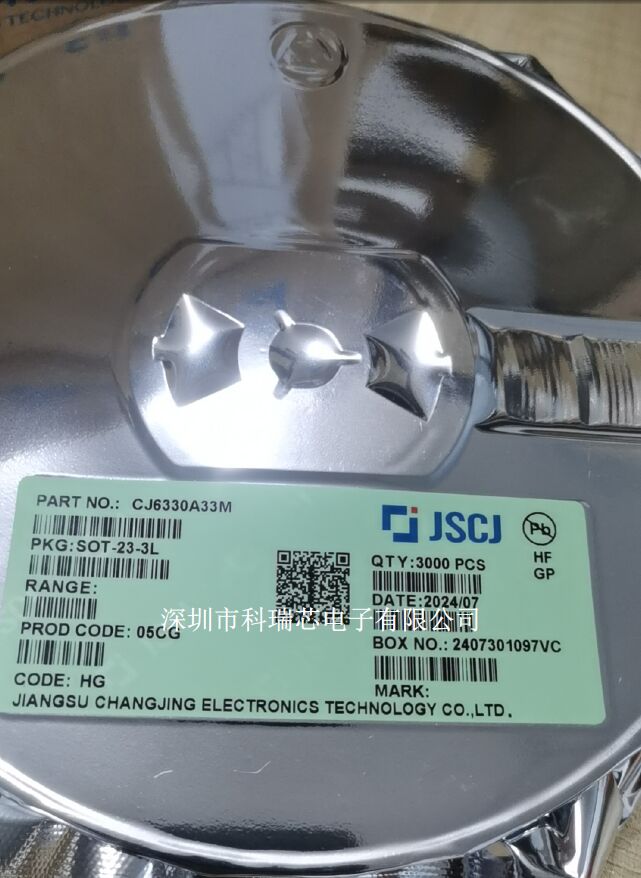 TECHNOLOG
PART NO.: CJ6330A33M
PKG:SOT-23-3L
RANGE:
PROD CODE: 05CG
CODE: HG
JSCJ
Pb
HF
GP
QTY:3000 PCS
DATE:2024/07
BOX NO.: 2407301097VC
MARK:
JIANGSU CHANGJING ELECTRONICS TECHNOLOGY CO.,LTD.
深圳市科瑞芯电子有限公司